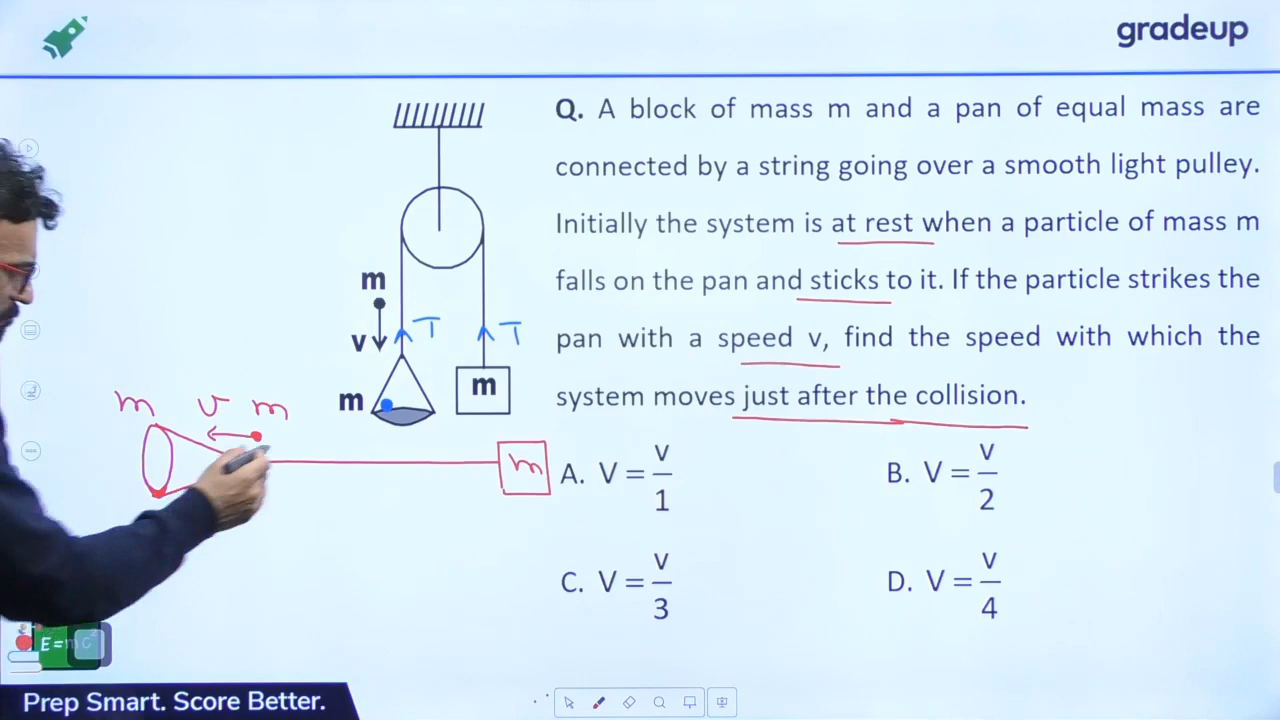 gradeup
Q. A block of mass m and a pan of equal mass are
connected by a string going over a smooth light pulley.
Initially the system is at rest when a particle of mass m
falls on the pan and sticks to it. If the particle strikes the
pan with a speed v, find the speed with which the
system moves just after the collision.
m
v
T
T
m
m
m
v
m
m
A. V = v/1
B. V = v/2
C. V = v/3
D. V = v/4
E=mc²
Prep Smart. Score Better.